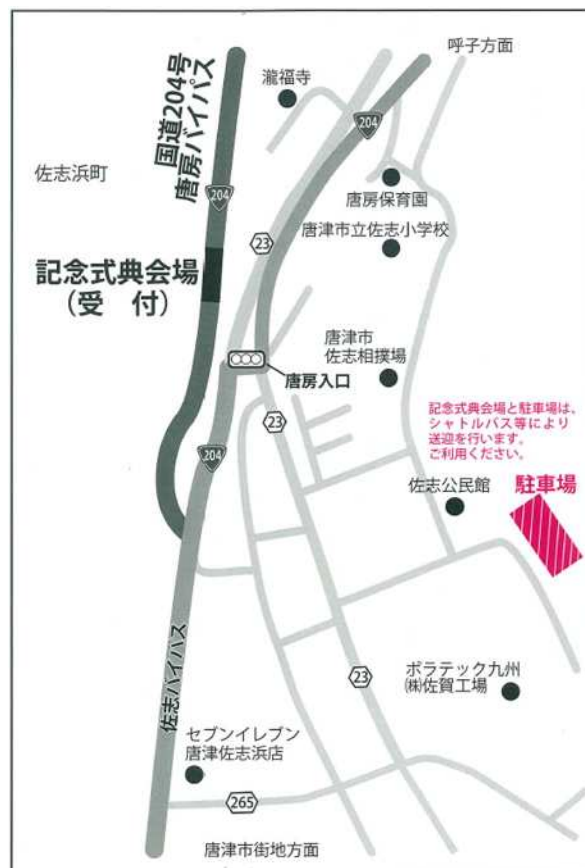 呼子方面
瀧福寺
国道204号
唐房バイパス
204
佐志浜町
204
唐房保育園
唐津市立佐志小学校
23
記念式典会場
(受 付)
唐津市
佐志相撲場
唐房入口
記念式典会場と駐車場は、
シャトルバス等により
送迎を行います。
ご利用ください。
23
204
佐志公民館
駐車場
佐志バイパス
ポラテック九州
㈱佐賀工場
23
セブンイレブン
唐津佐志浜店
265
唐津市街地方面